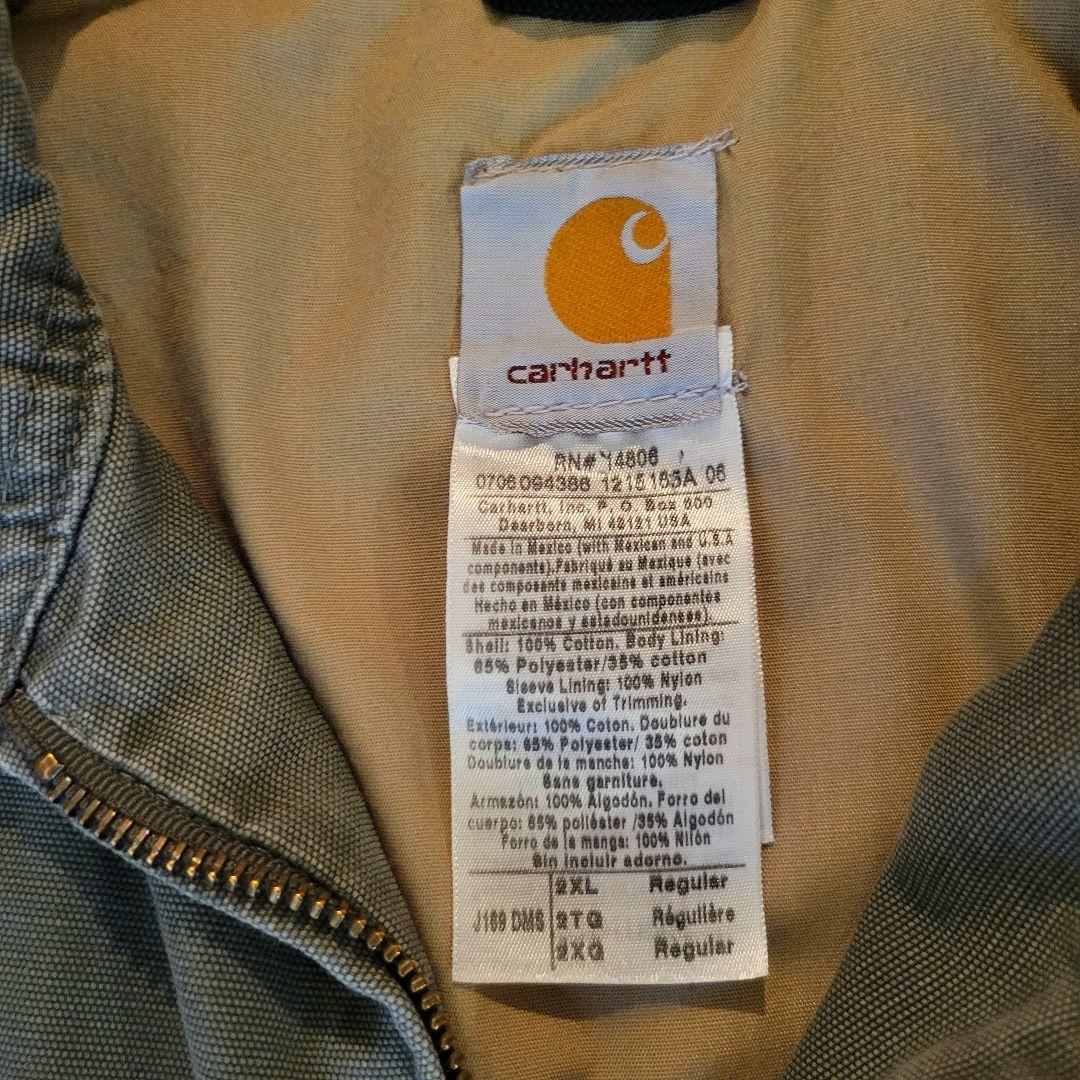 carhartt
RN# 14806
0706094386 1215163A 06
Carhartt, Inc. P. O. Box 600
Dearborn, MI 48121 USA
Made in Mexico (with Mexican and U.S.A
components).Fabriqué au Mexique (avec
des composants mexicains et américains
Hecho en México (con componentes
mexicanos y estadounidenses).
Shell: 100% Cotton. Body Lining:
65% Polyester/35% cotton
Sleeve Lining: 100% Nylon
Exclusive of Trimming.
Extérieur: 100% Coton. Doublure du
corps: 65% Polyester/ 35% coton
Doublure de la manche: 100% Nylon
Sans garniture.
Armazón: 100% Algodón. Forro del
cuerpo: 65% poliéster /35% Algodón
Forro de la manga: 100% Nilón
Sin incluir adorno.
2XL Regular
J169 DMS 2TG Régulière
2XG Regular